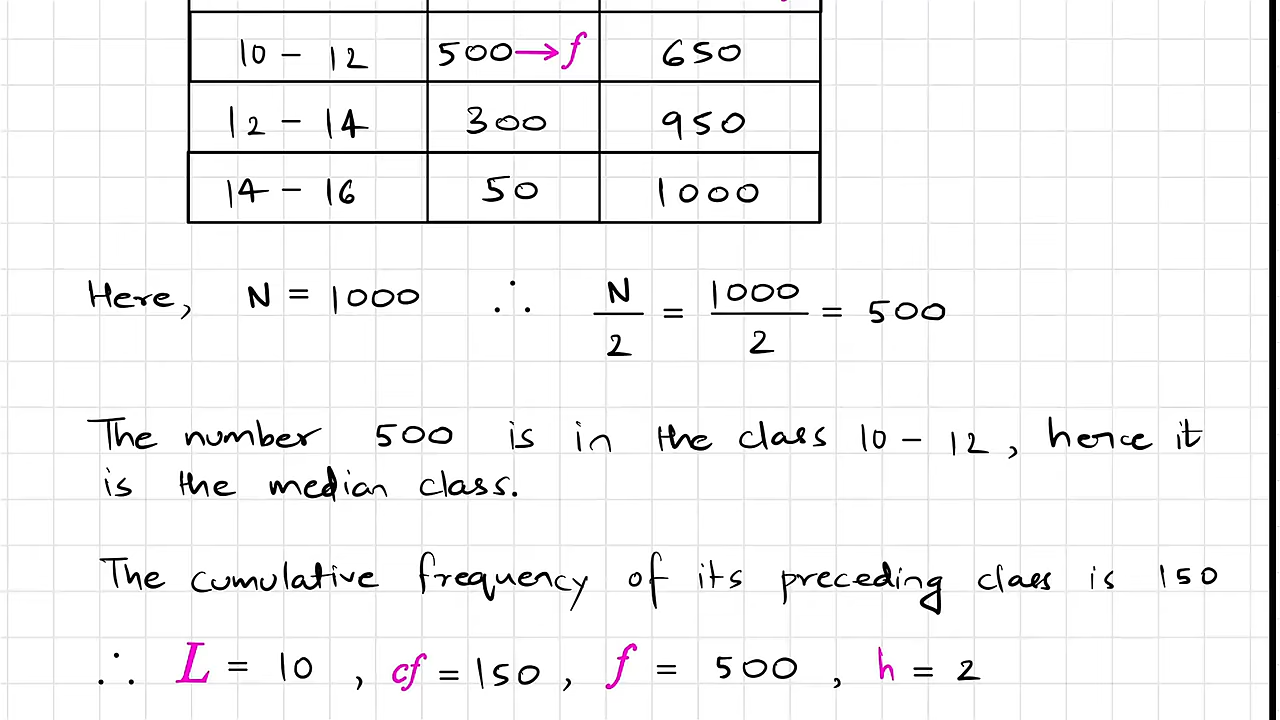 10 - 12 500→f 650
12 - 14 300 950
14 - 16 50 1000
Here, N = 1000 ∴ N/2 = 1000/2 = 500
The number 500 is in the class 10 - 12, hence it
is the median class.
The cumulative frequency of its preceding class is 150
∴ L = 10, cf = 150, f = 500, h = 2